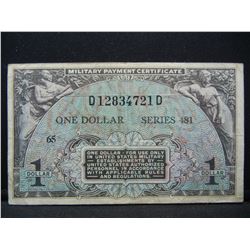 MILITARY PAYMENT CERTIFICATE
D12834721D
ONE DOLLAR SERIES 481
65
ONE DOLLAR - FOR USE ONLY IN
UNITED STATES MILITARY
ESTABLISHMENTS BY
UNITED STATES AUTHORIZED
PERSONNEL IN ACCORDANCE
WITH APPLICABLE RULES
AND REGULATIONS.
1 DOLLAR
DOLLAR 1